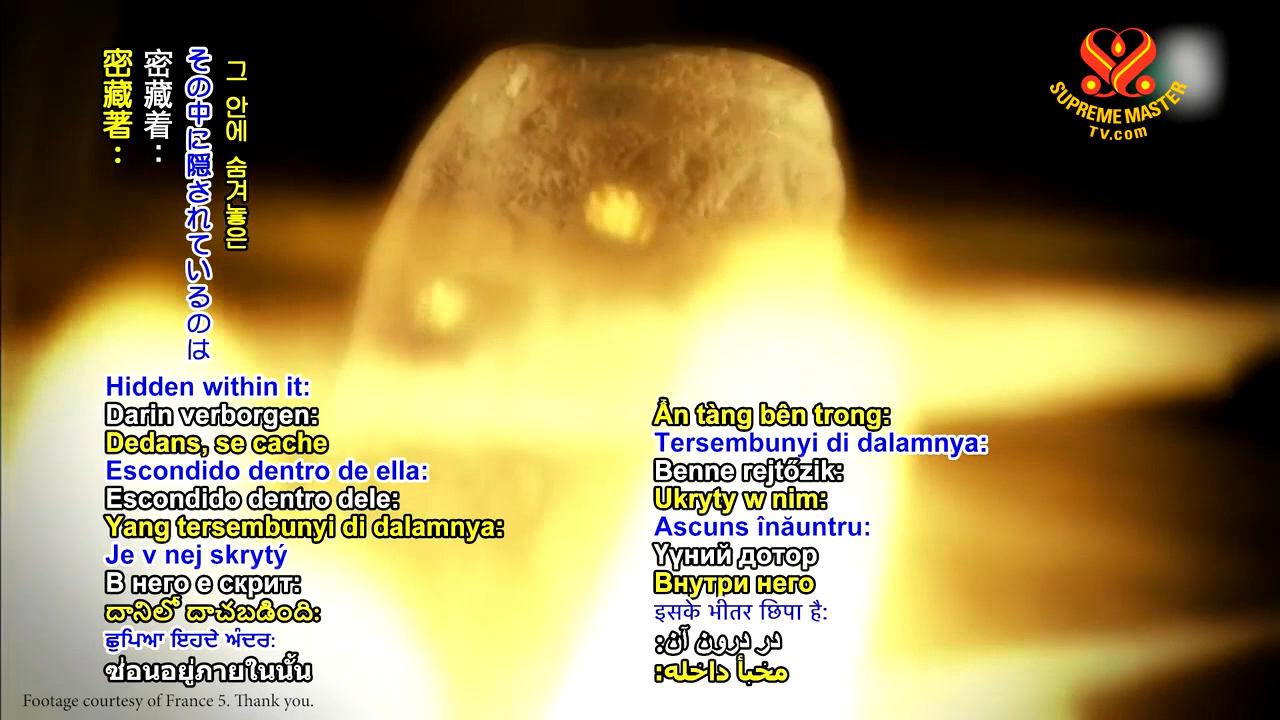 密藏著：
密藏着：
その中に隠されているのは
그 안에 숨겨놓은
SUPREME MASTER
TV.com
Hidden within it:
Darin verborgen:
Dedans, se cache
Escondido dentro de ella:
Escondido dentro dele:
Yang tersembunyi di dalamnya:
Je v nej skrytý
В него е скрит:
దానిలో దాచబడింది:
ਛੁਪਿਆ ਇਹਦੇ ਅੰਦਰ:
ซ่อนอยู่ภายในนั้น
Ẩn tàng bên trong:
Tersembunyi di dalamnya:
Benne rejtőzik:
Ukryty w nim:
Ascuns înăuntru:
Үүний дотор
Внутри него
इसके भीतर छिपा है:
در درون آن:
مخبأ داخله:
Footage courtesy of France 5. Thank you.